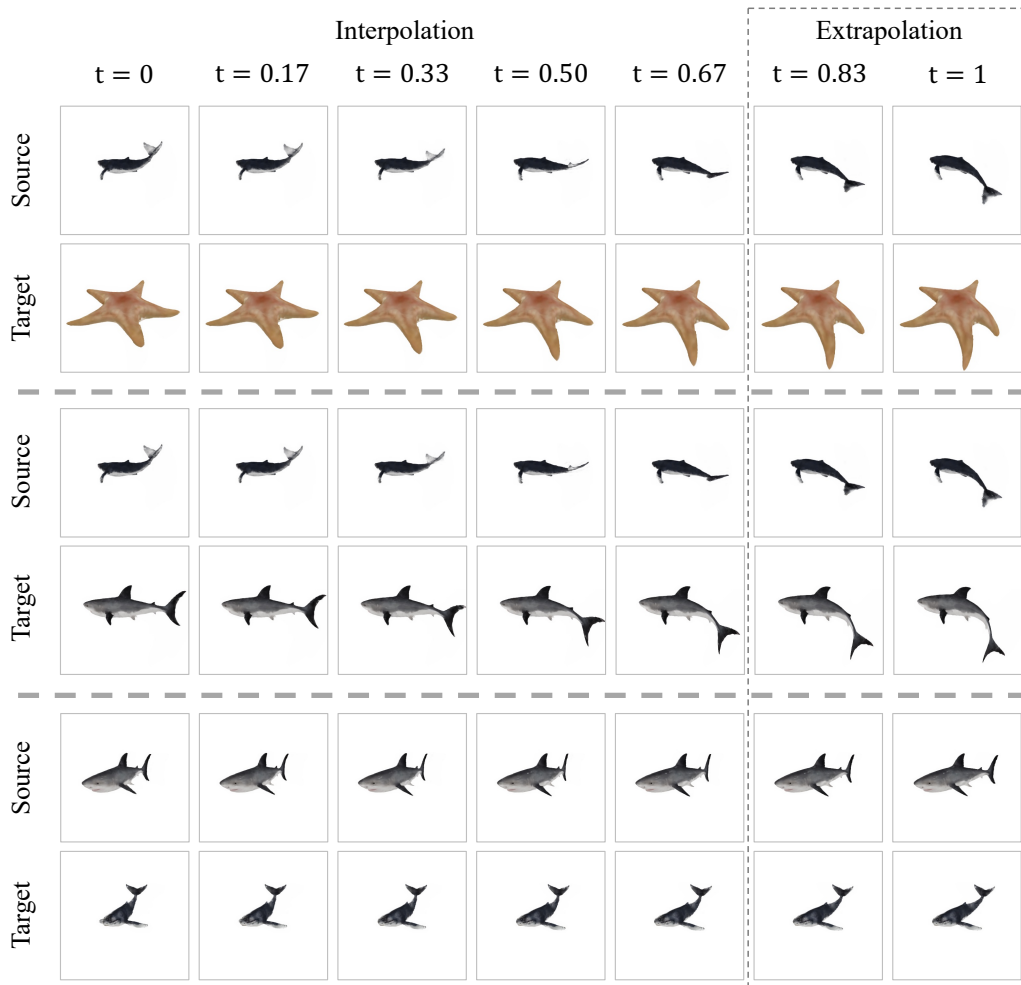 Interpolation Extrapolation
t = 0 t = 0.17 t = 0.33 t = 0.50 t = 0.67 t = 0.83 t = 1
Source
Target
Source
Target
Source
Target